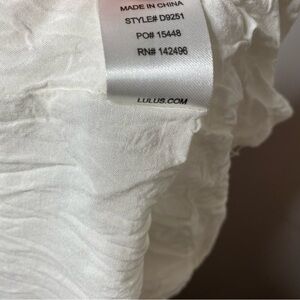 MADE IN CHINA
STYLE# D9251
PO# 15448
RN# 142496
LULUS.COM